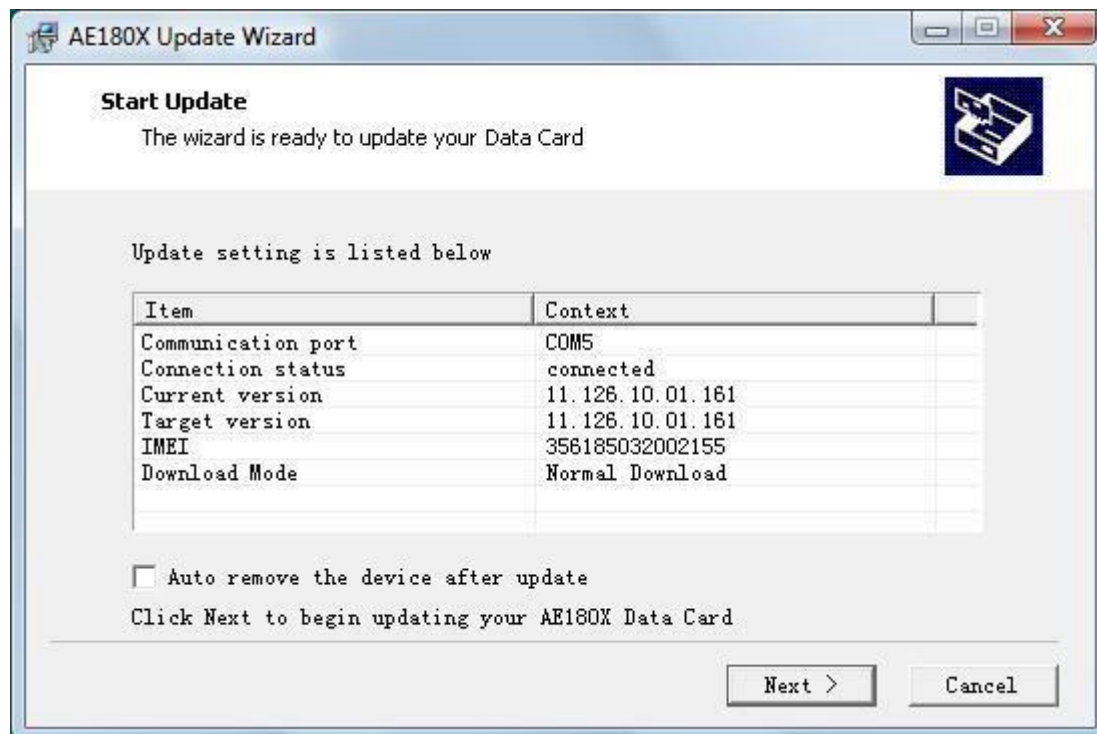 AE180X Update Wizard
Start Update
The wizard is ready to update your Data Card
Update setting is listed below
Item Context
Communication port COM5
Connection status connected
Current version 11.126.10.01.161
Target version 11.126.10.01.161
IMEI 356185032002155
Download Mode Normal Download
Auto remove the device after update
Click Next to begin updating your AE180X Data Card
Next > Cancel